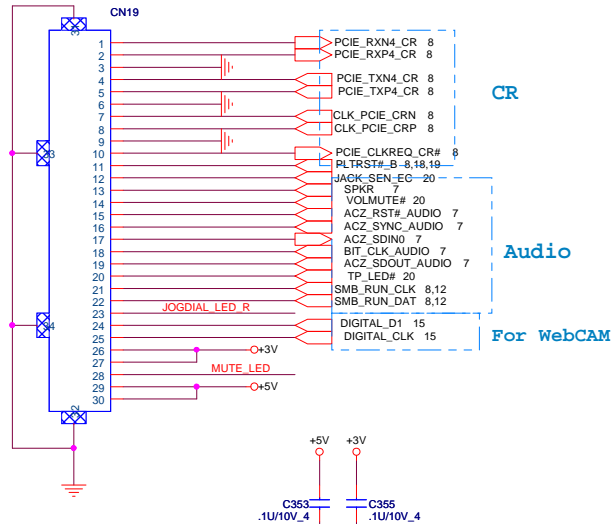 CN19
31
1 PCIE_RXN4_CR 8
2 PCIE_RXP4_CR 8
3
4 PCIE_TXN4_CR 8
5 PCIE_TXP4_CR 8
CR
6
7 CLK_PCIE_CRN 8
8 CLK_PCIE_CRP 8
9
33
10 PCIE_CLKREQ_CR# 8
11 PLTRST#_B 8,18,19
12 JACK_SEN_EC 20
13 SPKR 7
14 VOLMUTE# 20
15 ACZ_RST#_AUDIO 7
16 ACZ_SYNC_AUDIO 7
17 ACZ_SDIN0 7
Audio
18 BIT_CLK_AUDIO 7
19 ACZ_SDOUT_AUDIO 7
20 TP_LED# 20
21 SMB_RUN_CLK 8,12
22 SMB_RUN_DAT 8,12
23 JOGDIAL_LED_R
34
24 DIGITAL_D1 15
25 DIGITAL_CLK 15
For WebCAM
26 +3V
27
28 MUTE_LED
29 +5V
30
32
+5V +3V
C353 C355
.1U/10V_4 .1U/10V_4